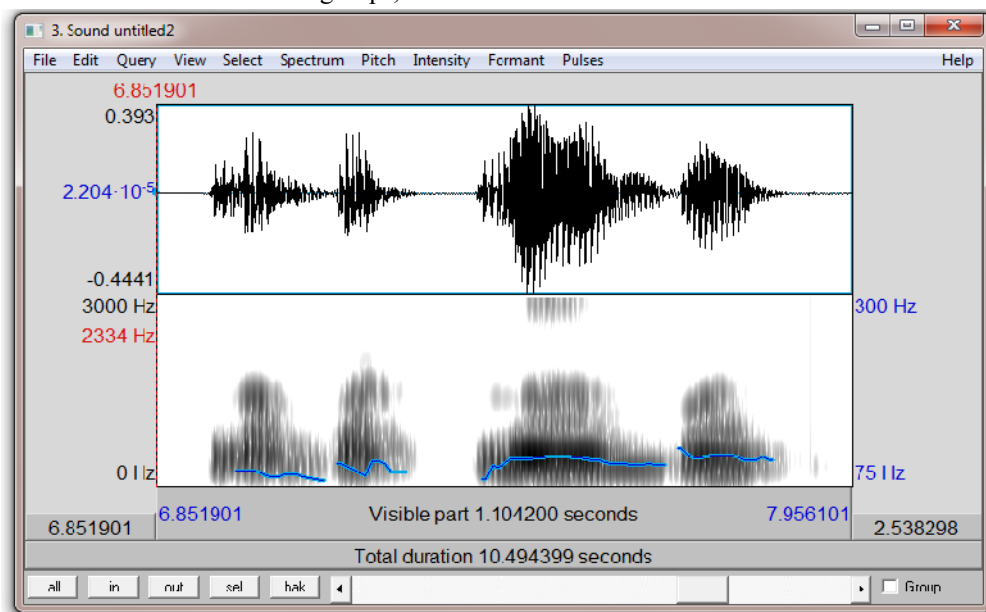 3. Sound untitled2
File Edit Query View Select Spectrum Pitch Intensity Formant Pulses Help
6.851901
0.393
2.204·10-5
-0.4441
3000 Hz 300 Hz
2334 Hz
0 Hz 75 Hz
6.851901 Visible part 1.104200 seconds 7.956101
6.851901 2.538298
Total duration 10.494399 seconds
all in out sel bak Group